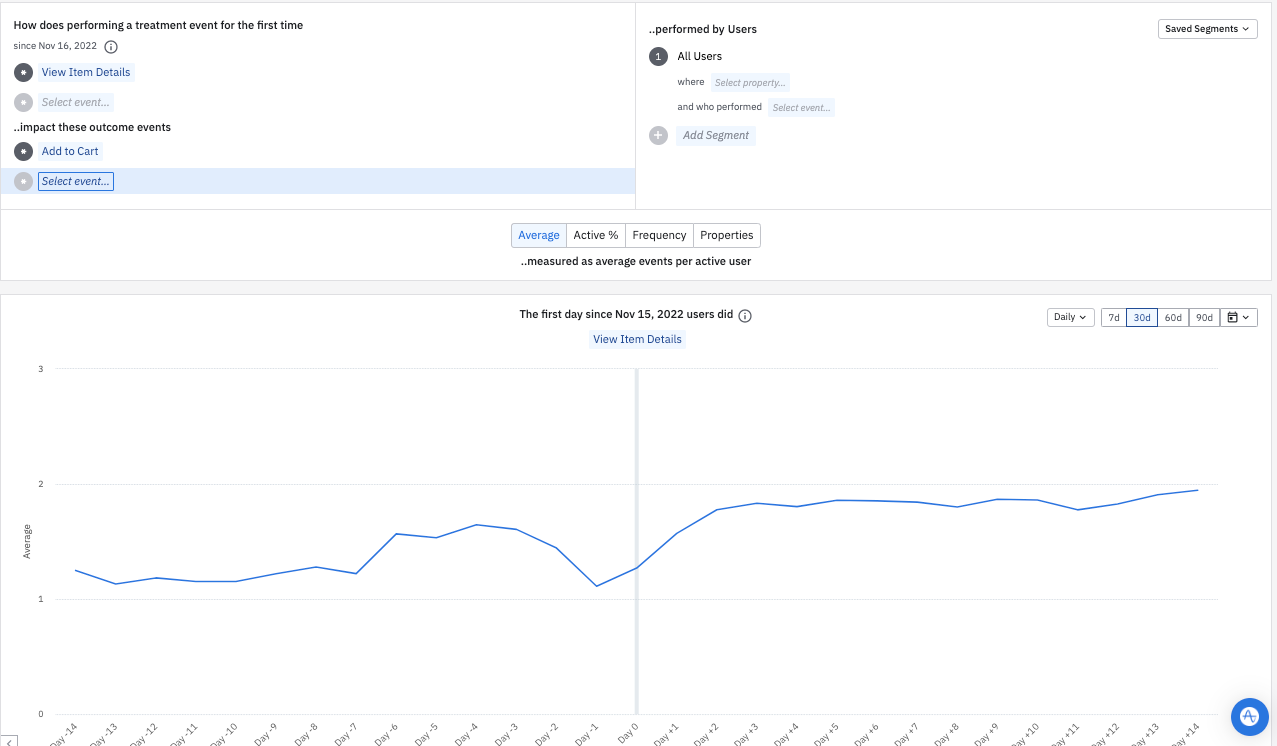 How does performing a treatment event for the first time
since Nov 16, 2022
View Item Details
Select event...
..impact these outcome events
Add to Cart
Select event...
..performed by Users
Saved Segments
1 All Users
where Select property...
and who performed Select event...
+ Add Segment
Average Active % Frequency Properties
..measured as average events per active user
The first day since Nov 15, 2022 users did
View Item Details
Daily 7d 30d 60d 90d
3
2
1
0
Average
Day -14 Day -13 Day -12 Day -11 Day -10 Day -9 Day -8 Day -7 Day -6 Day -5 Day -4 Day -3 Day -2 Day -1 Day 0 Day +1 Day +2 Day +3 Day +4 Day +5 Day +6 Day +7 Day +8 Day +9 Day +10 Day +11 Day +12 Day +13 Day +14